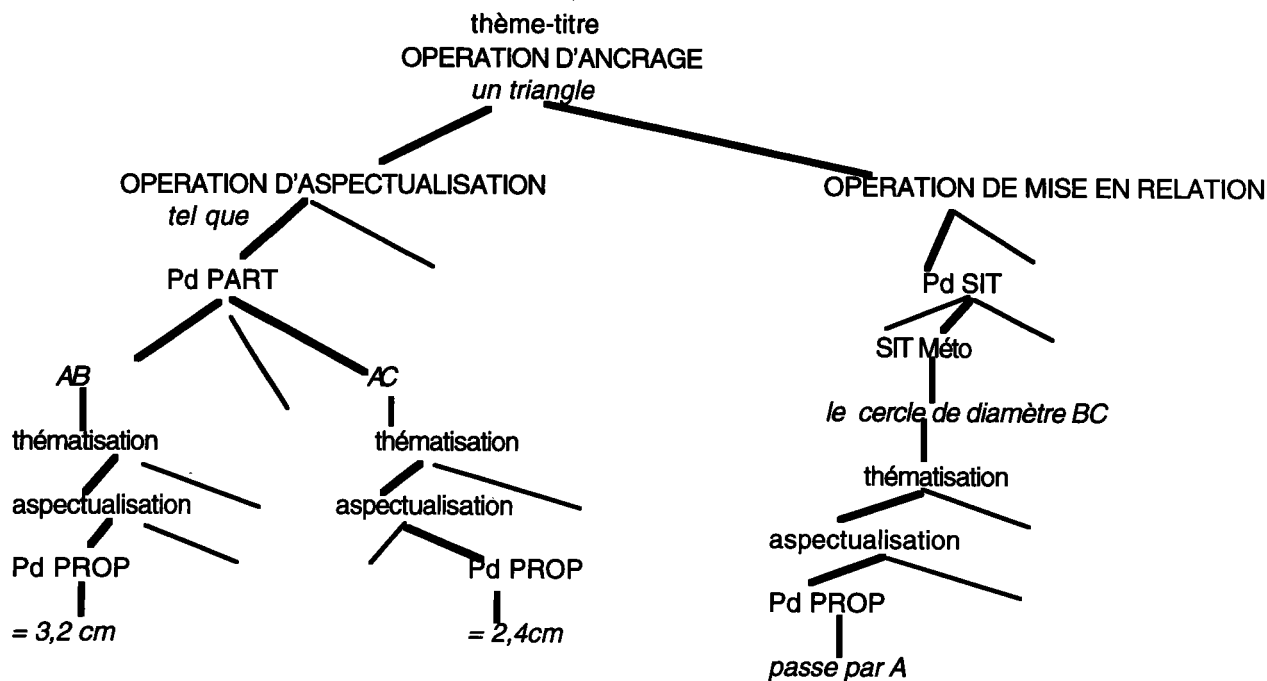 thème-titre
OPERATION D'ANCRAGE
un triangle
OPERATION D'ASPECTUALISATION
tel que
OPERATION DE MISE EN RELATION
Pd PART
Pd SIT
SIT Méto
AB
AC
le cercle de diamètre BC
thématisation
thématisation
thématisation
aspectualisation
aspectualisation
aspectualisation
Pd PROP
Pd PROP
Pd PROP
= 3,2 cm
= 2,4cm
passe par A